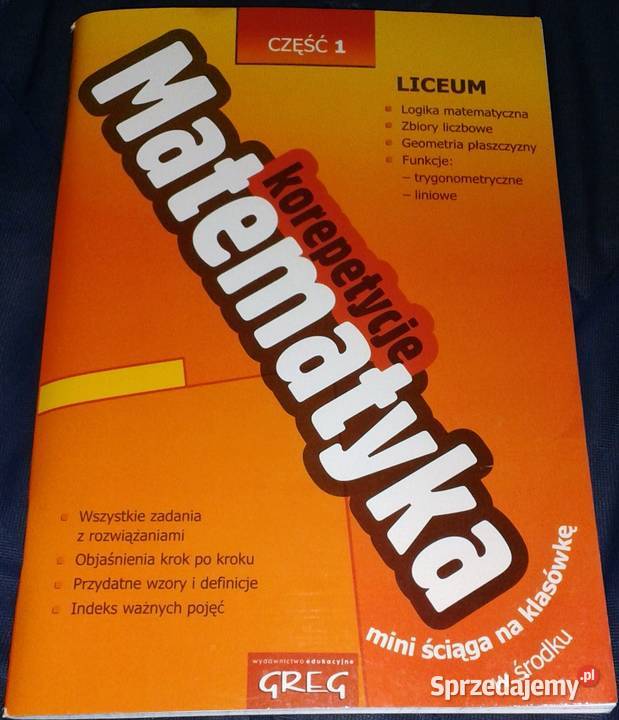 CZĘŚĆ 1
LICEUM
Logika matematyczna
Zbiory liczbowe
Geometria płaszczyzny
Funkcje:
– trygonometryczne
– liniowe
korepetycje
Matematyka
Wszystkie zadania
z rozwiązaniami
Objaśnienia krok po kroku
Przydatne wzory i definicje
Indeks ważnych pojęć
mini ściąga na klasówkę
w środku
wydawnictwo edukacyjne
GREG
Sprzedajemy.pl